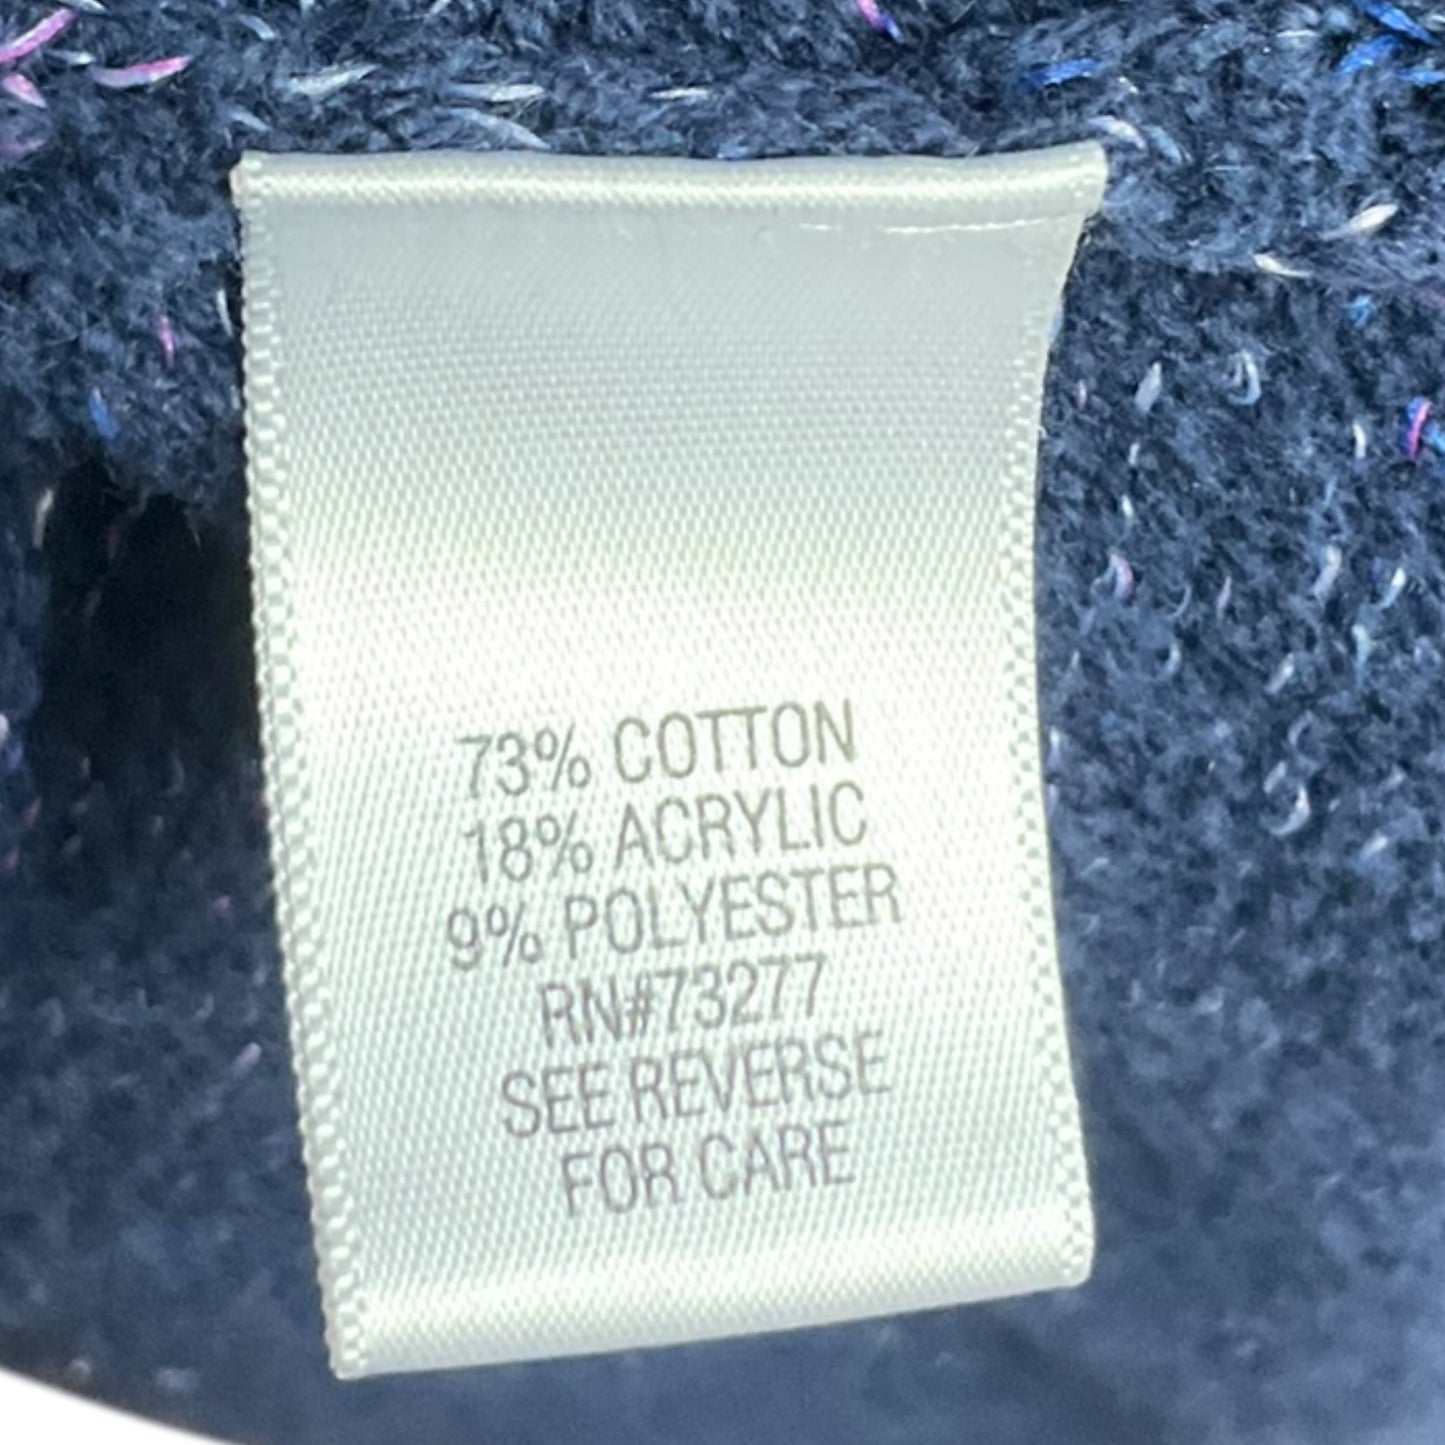 73% COTTON
18% ACRYLIC
9% POLYESTER
RN#73277
SEE REVERSE
FOR CARE